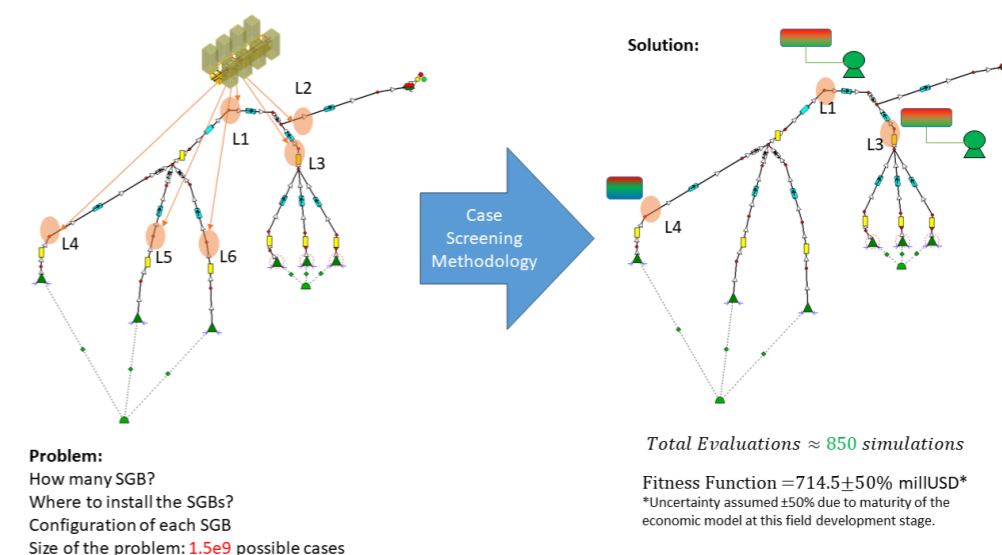 Solution:
L2
L1
L3
L4
L5
L6
Case
Screening
Methodology
L1
L3
L4
Problem:
How many SGB?
Where to install the SGBs?
Configuration of each SGB
Size of the problem: 1.5e9 possible cases
Total Evaluations ≈ 850 simulations
Fitness Function =714.5±50% millUSD*
*Uncertainty assumed ±50% due to maturity of the
economic model at this field development stage.